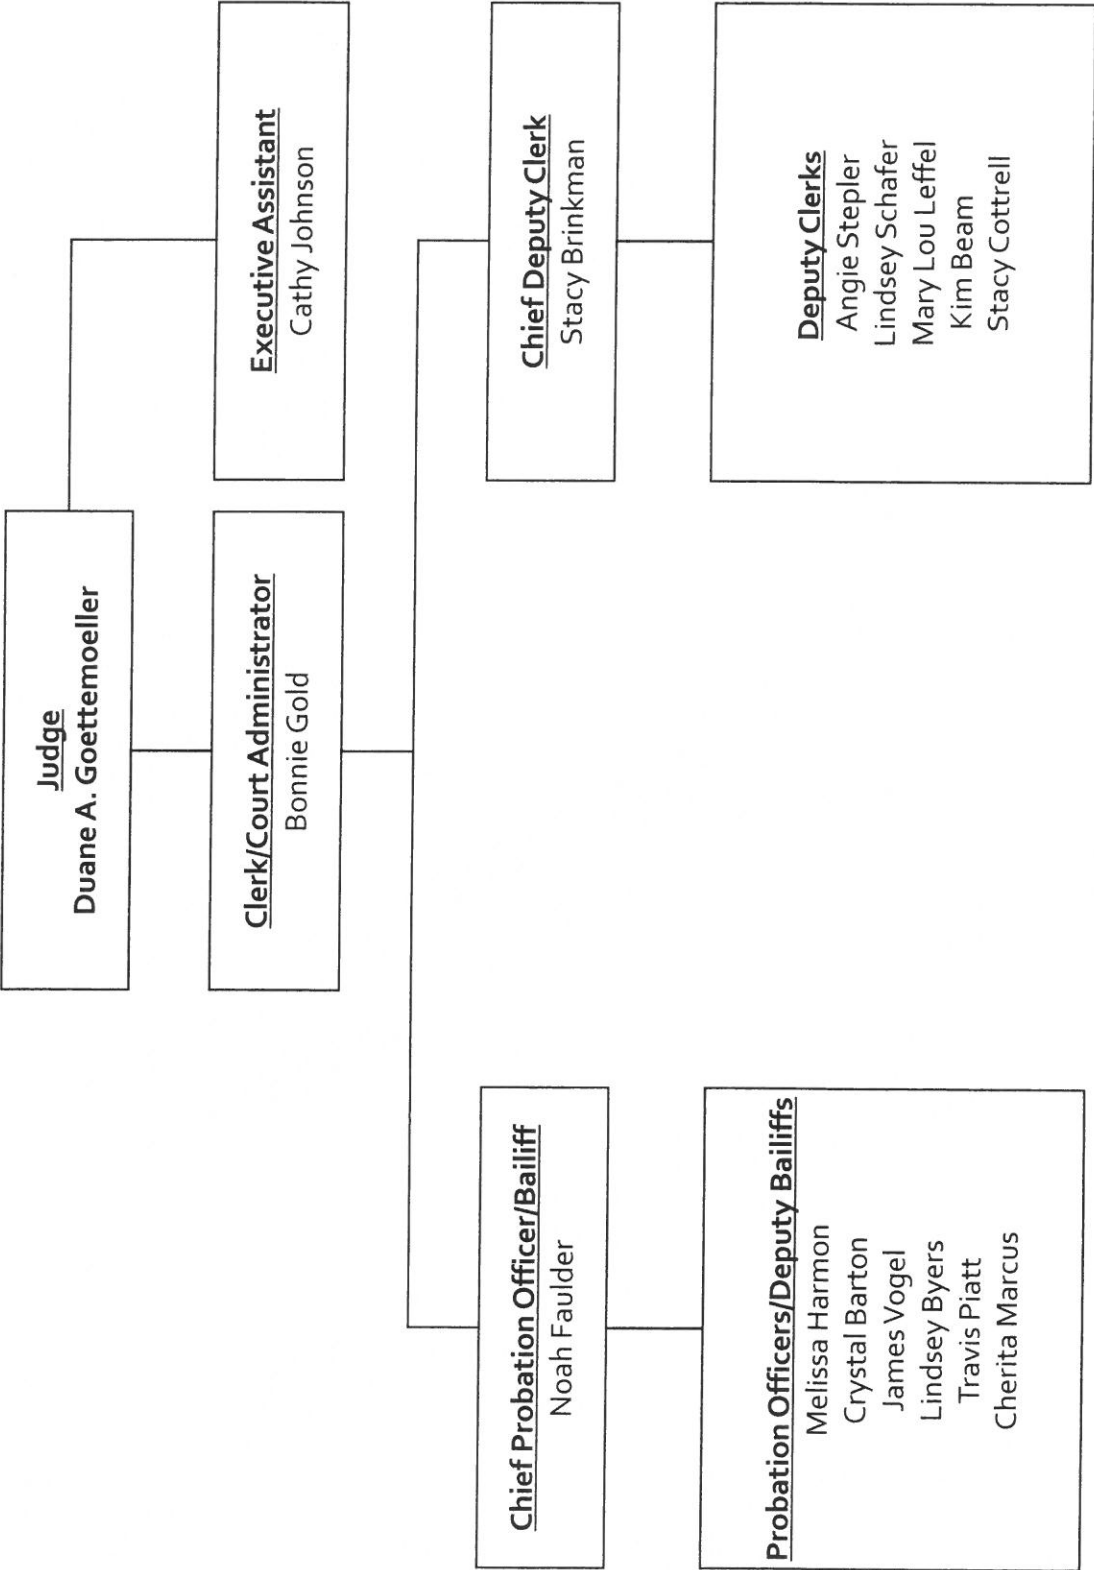 Judge
Duane A. Goettemoeller
Executive Assistant
Cathy Johnson
Clerk/Court Administrator
Bonnie Gold
Chief Probation Officer/Bailiff
Noah Faulder
Chief Deputy Clerk
Stacy Brinkman
Probation Officers/Deputy Bailiffs
Melissa Harmon
Crystal Barton
James Vogel
Lindsey Byers
Travis Piatt
Cherita Marcus
Deputy Clerks
Angie Stepler
Lindsey Schafer
Mary Lou Leffel
Kim Beam
Stacy Cottrell